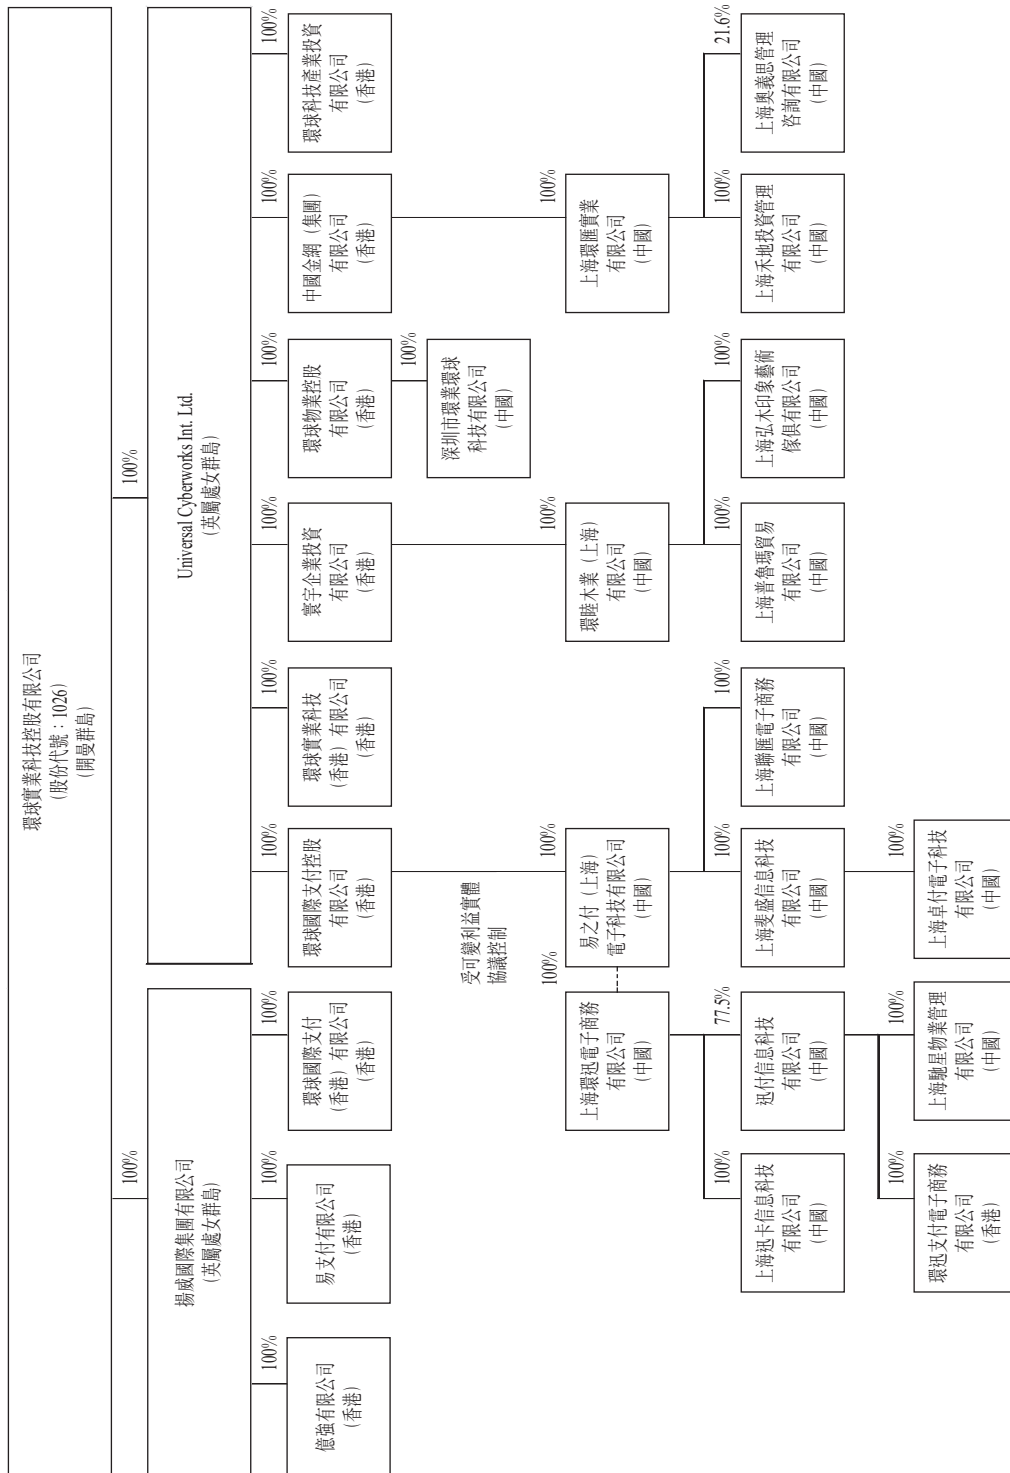 環球實業科技控股有限公司
(股份代號：1026)
(開曼群島)
100%
100%
揚威國際集團有限公司
(英屬處女群島)
Universal Cyberworks Int. Ltd.
(英屬處女群島)
100%
100%
100%
100%
100%
100%
100%
100%
100%
億強有限公司
(香港)
易支付有限公司
(香港)
環球國際支付
(香港) 有限公司
(香港)
環球國際支付控股
有限公司
(香港)
環球實業科技
(香港) 有限公司
(香港)
寰宇企業投資
有限公司
(香港)
環球物業控股
有限公司
(香港)
中國金網 (集團)
有限公司
(香港)
環球科技產業投資
有限公司
(香港)
100%
深圳市環業環球
科技有限公司
(中國)
受可變利益實體
協議控制
100%
100%
100%
100%
上海環迅電子商務
有限公司
(中國)
易之付 (上海)
電子科技有限公司
(中國)
環睦木業 (上海)
有限公司
(中國)
上海環匯實業
有限公司
(中國)
100%
77.5%
100%
100%
100%
100%
100%
21.6%
上海迅卡信息科技
有限公司
(中國)
迅付信息科技
有限公司
(中國)
上海斐盛信息科技
有限公司
(中國)
上海聯匯電子商務
有限公司
(中國)
上海普魯瑪貿易
有限公司
(中國)
上海弘木印象藝術
傢俱有限公司
(中國)
上海禾地投資管理
有限公司
(中國)
上海奧義思管理
咨詢有限公司
(中國)
100%
100%
100%
環迅支付電子商務
有限公司
(香港)
上海馳星物業管理
有限公司
(中國)
上海卓付電子科技
有限公司
(中國)